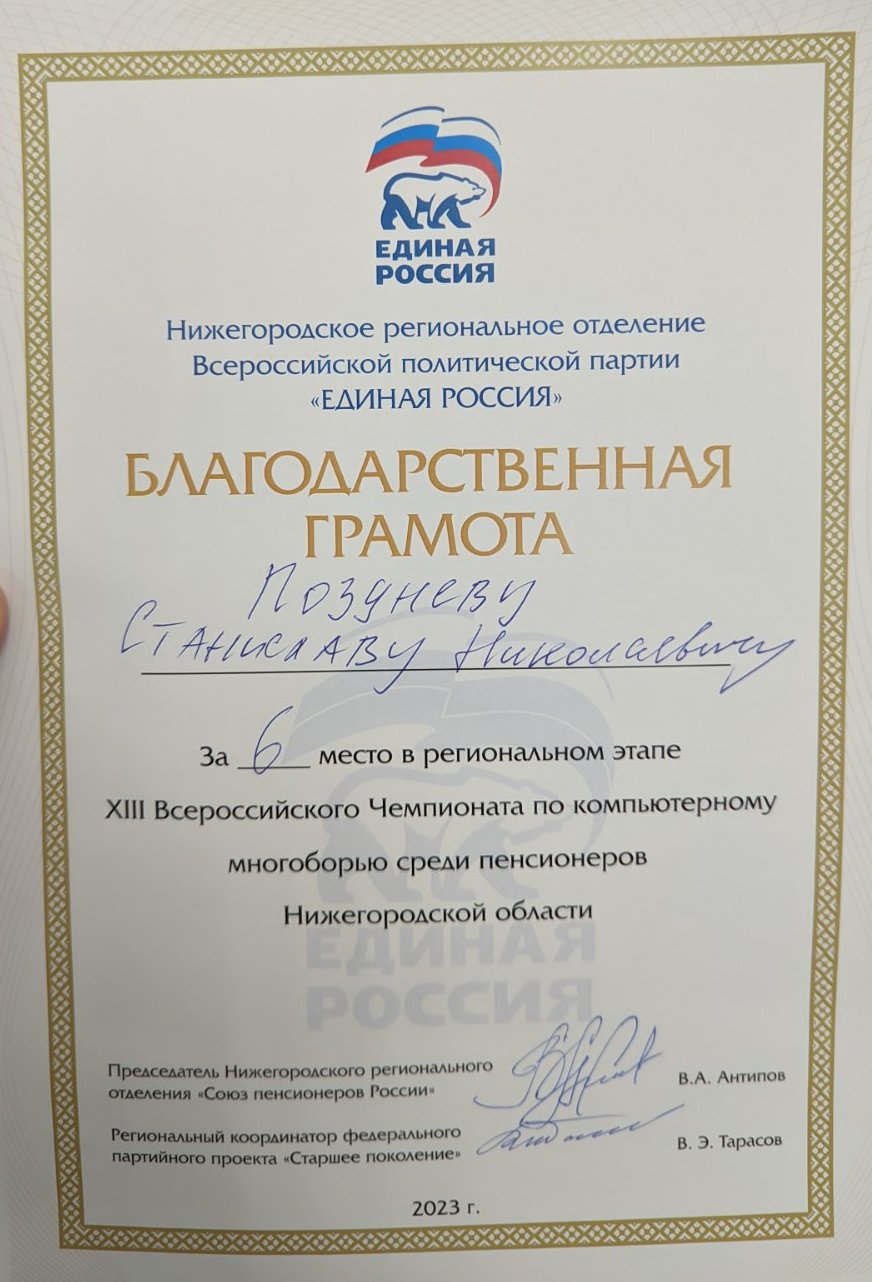 ЕДИНАЯ
РОССИЯ
Нижегородское региональное отделение
Всероссийской политической партии
«ЕДИНАЯ РОССИЯ»
БЛАГОДАРСТВЕННАЯ
ГРАМОТА
Поздневу
Станиславу Николаевичу
За 6 место в региональном этапе
XIII Всероссийского Чемпионата по компьютерному
многоборью среди пенсионеров
Нижегородской области
ЕДИНАЯ
РОССИЯ
Председатель Нижегородского регионального
отделения «Союз пенсионеров России»
В.А. Антипов
Региональный координатор федерального
партийного проекта «Старшее поколение»
В. Э. Тарасов
2023 г.